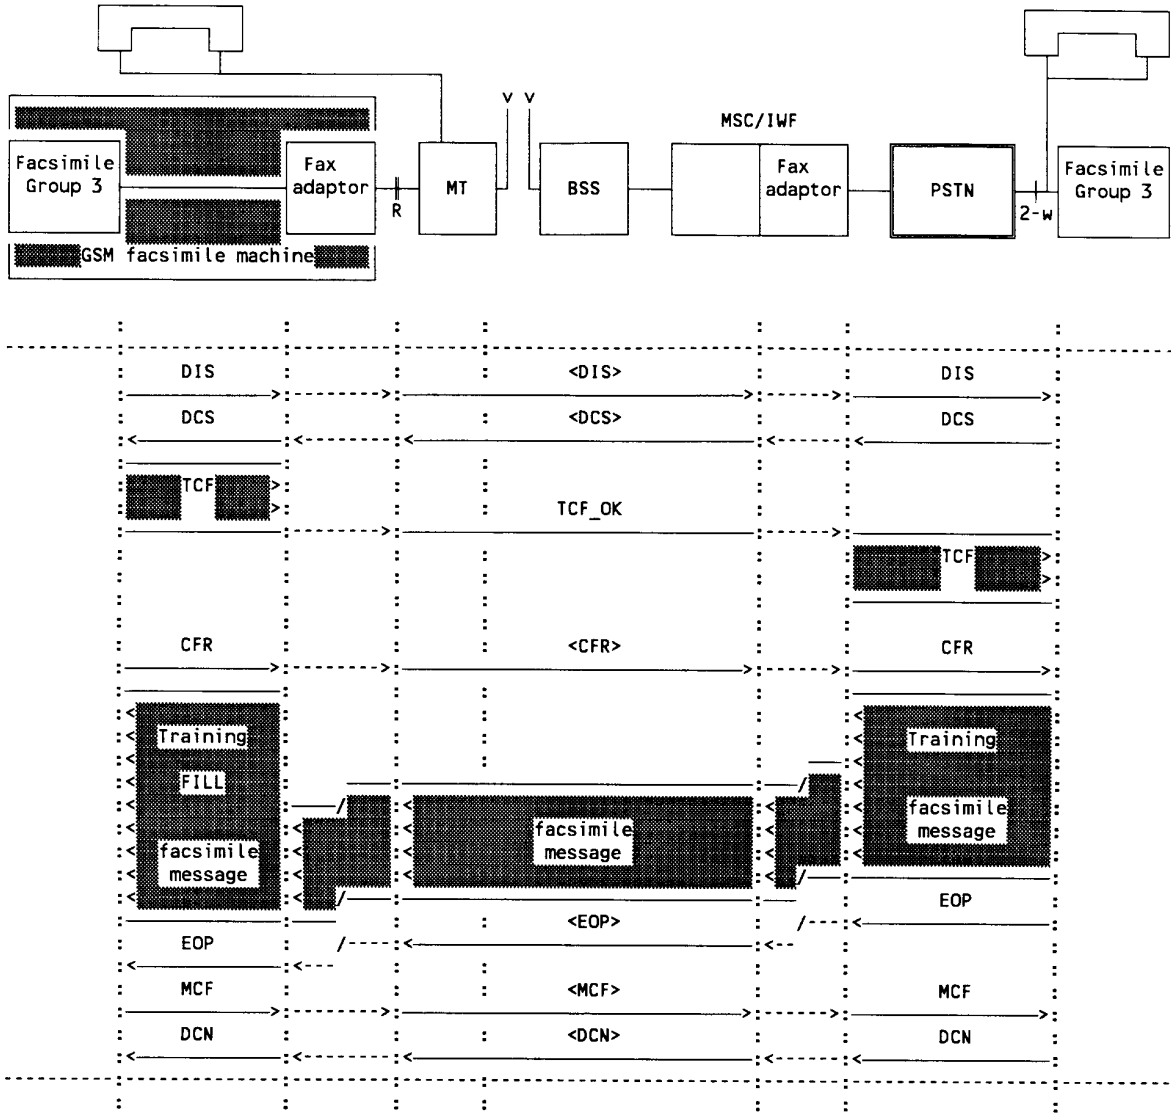 v v
MSC/IWF
Facsimile
Group 3
Fax
adaptor
R
MT
BSS
Fax
adaptor
PSTN
2-w
Facsimile
Group 3
GSM facsimile machine
DIS <DIS> DIS
DCS <DCS> DCS
TCF
TCF_OK
TCF
CFR <CFR> CFR
Training
FILL
facsimile
message
facsimile
message
Training
facsimile
message
EOP <EOP> EOP
MCF <MCF> MCF
DCN <DCN> DCN